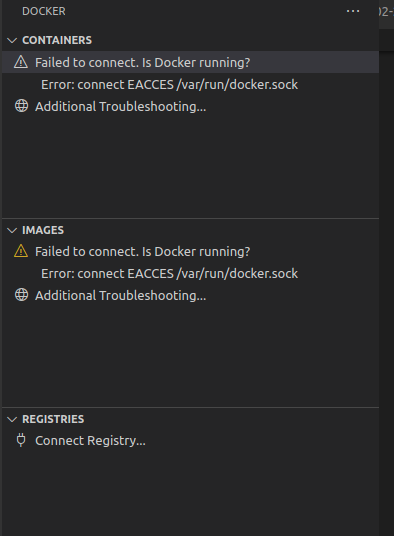 DOCKER
CONTAINERS
Failed to connect. Is Docker running?
Error: connect EACCES /var/run/docker.sock
Additional Troubleshooting...
IMAGES
Failed to connect. Is Docker running?
Error: connect EACCES /var/run/docker.sock
Additional Troubleshooting...
REGISTRIES
Connect Registry...